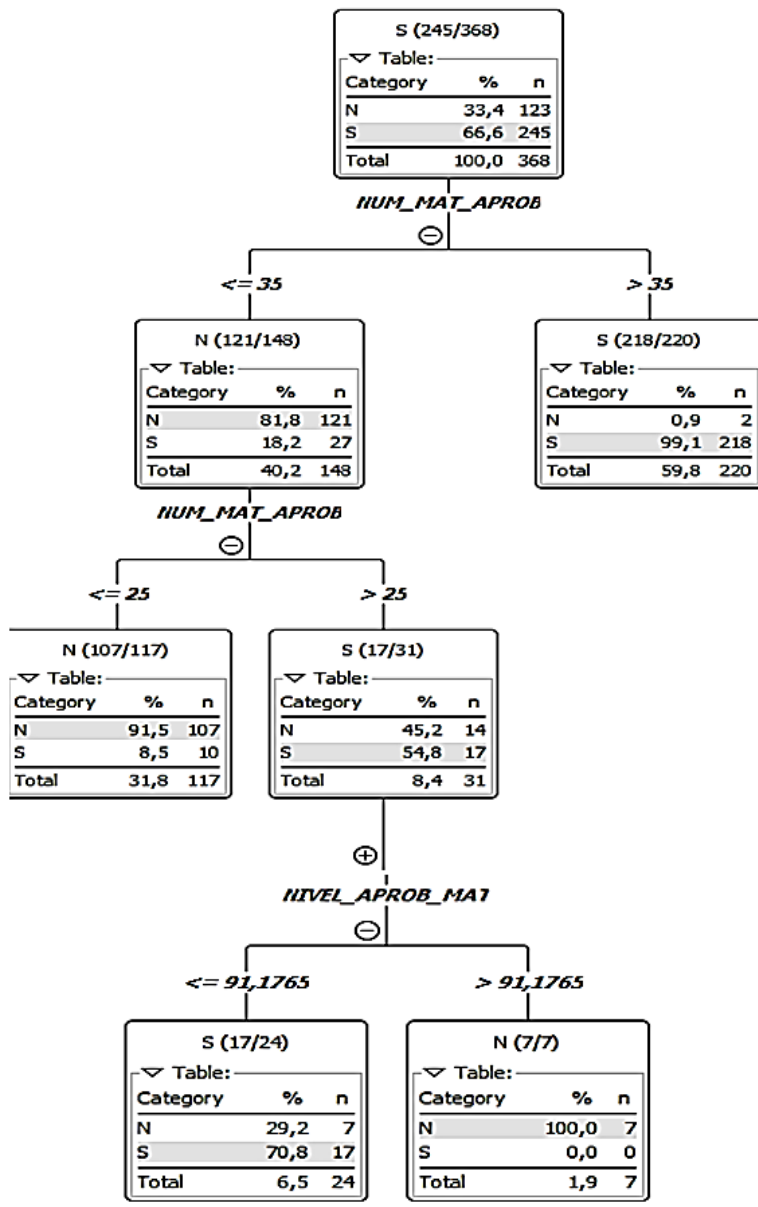 S (245/368)
Table:
Category % n
N 33,4 123
S 66,6 245
Total 100,0 368
NUM_MAT_APROB
<= 35
> 35
N (121/148)
Table:
Category % n
N 81,8 121
S 18,2 27
Total 40,2 148
S (218/220)
Table:
Category % n
N 0,9 2
S 99,1 218
Total 59,8 220
NUM_MAT_APROB
<= 25
> 25
N (107/117)
Table:
Category % n
N 91,5 107
S 8,5 10
Total 31,8 117
S (17/31)
Table:
Category % n
N 45,2 14
S 54,8 17
Total 8,4 31
NIVEL_APROB_MAT
<= 91,1765
> 91,1765
S (17/24)
Table:
Category % n
N 29,2 7
S 70,8 17
Total 6,5 24
N (7/7)
Table:
Category % n
N 100,0 7
S 0,0 0
Total 1,9 7